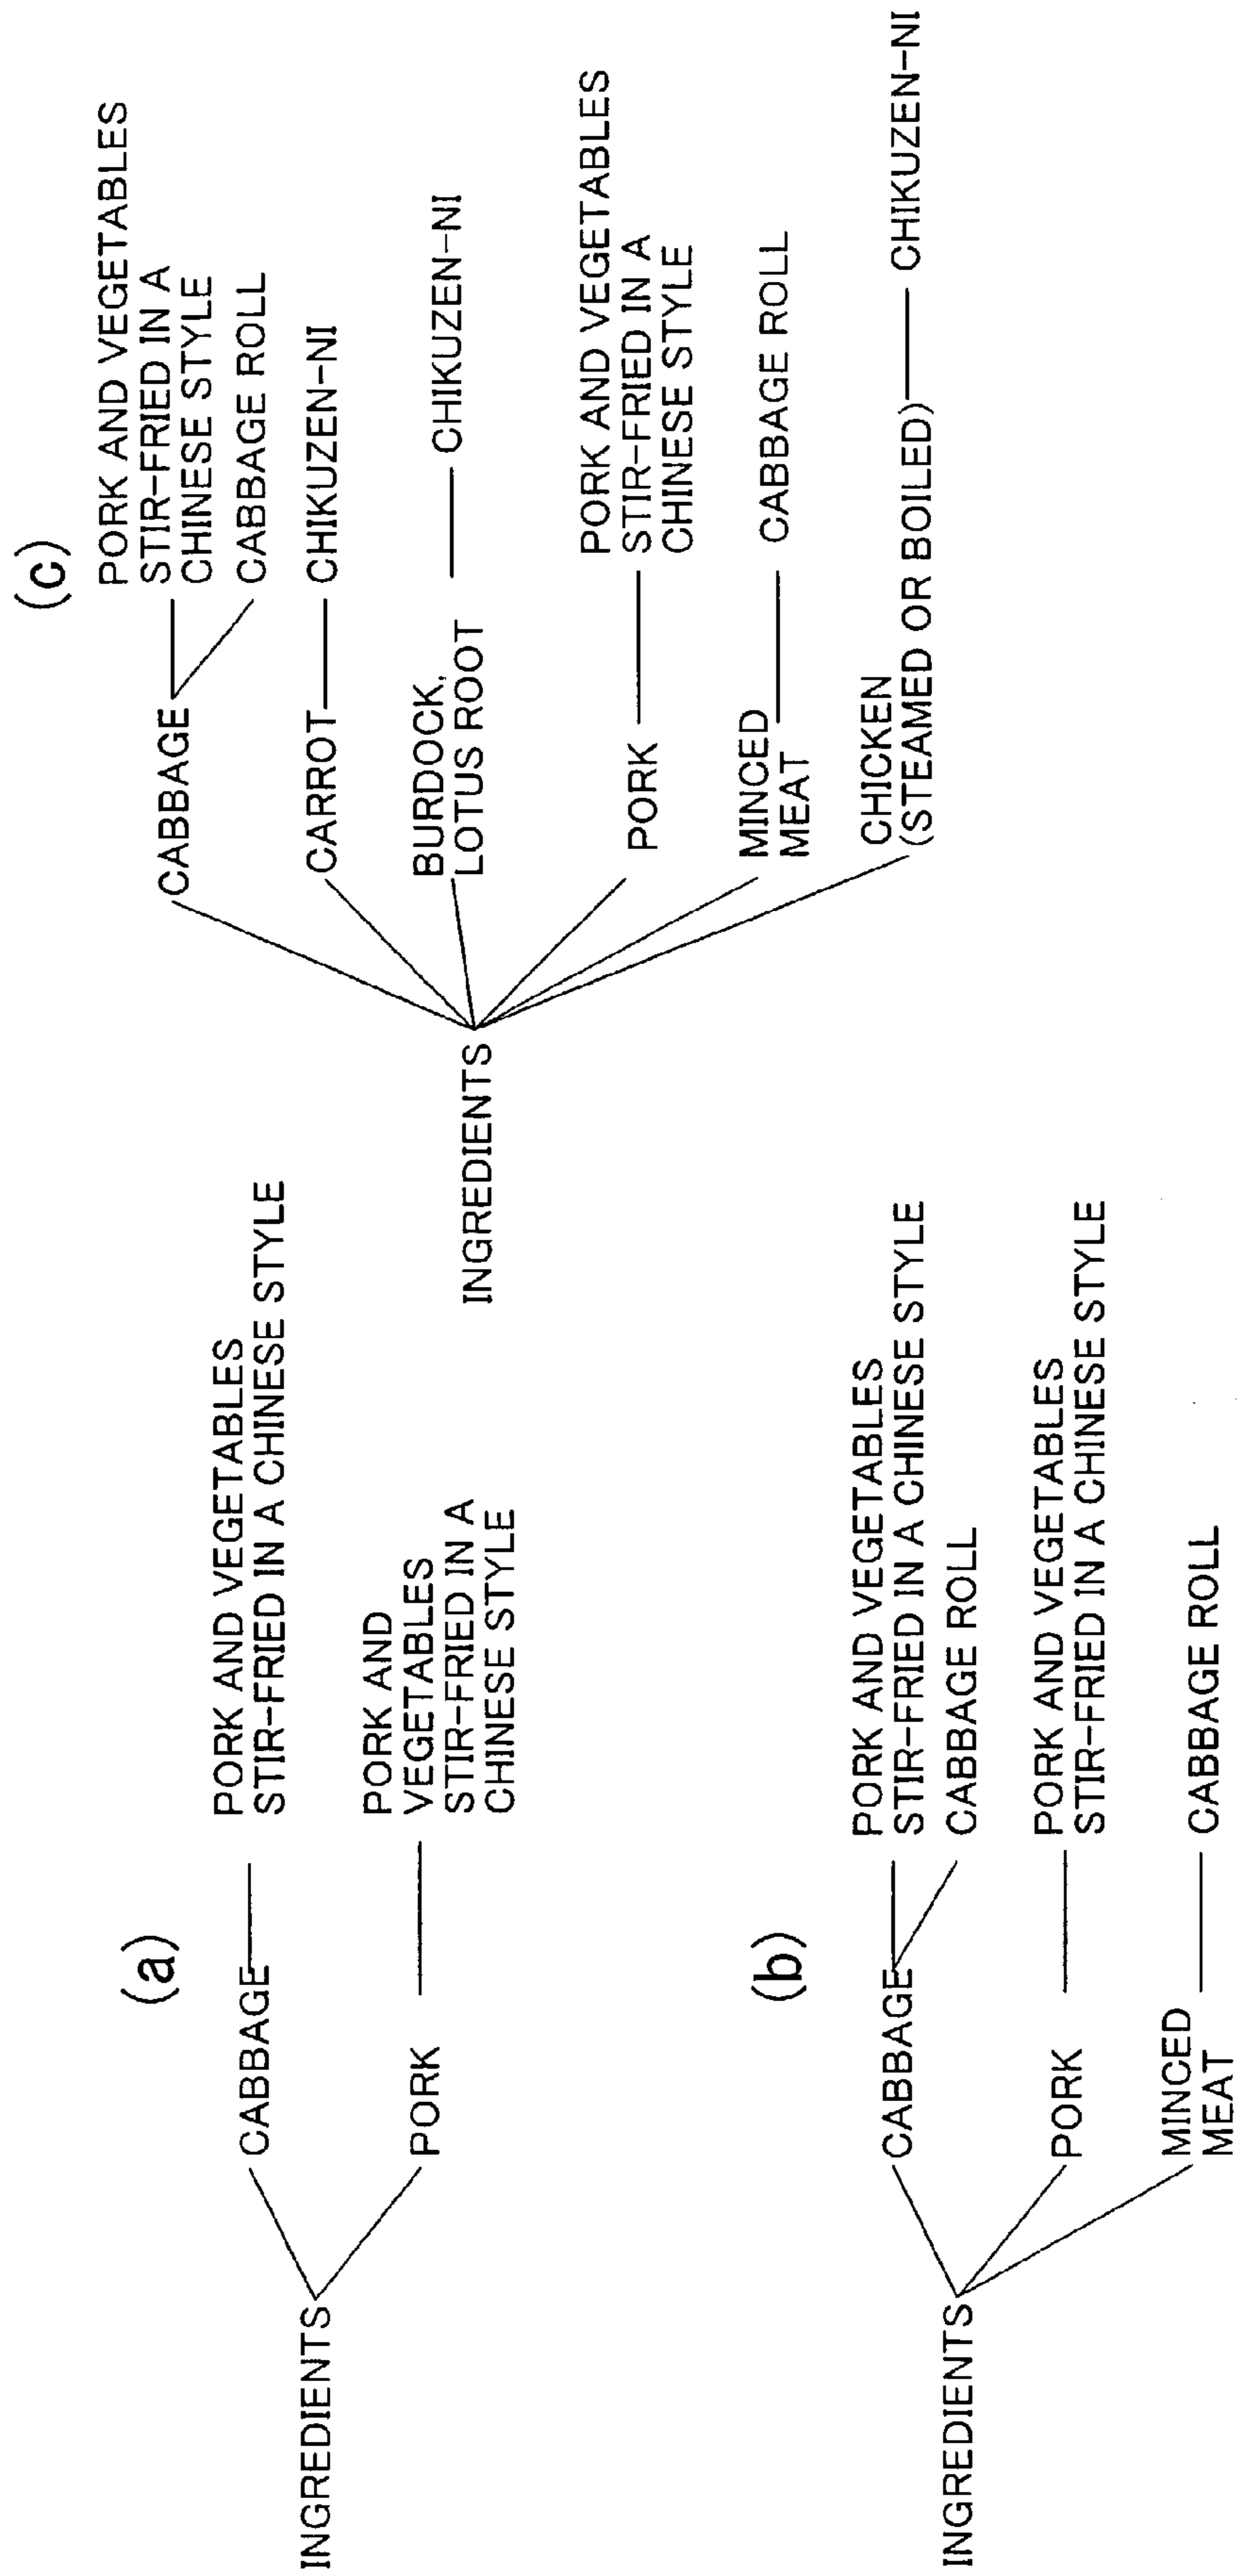 (a)
INGREDIENTS
CABBAGE
PORK AND VEGETABLES
STIR-FRIED IN A CHINESE STYLE
PORK
PORK AND
VEGETABLES
STIR-FRIED IN A
CHINESE STYLE
(b)
INGREDIENTS
CABBAGE
PORK AND VEGETABLES
STIR-FRIED IN A CHINESE STYLE
CABBAGE ROLL
PORK
PORK AND VEGETABLES
STIR-FRIED IN A CHINESE STYLE
MINCED
MEAT
CABBAGE ROLL
(c)
INGREDIENTS
CABBAGE
PORK AND VEGETABLES
STIR-FRIED IN A
CHINESE STYLE
CABBAGE ROLL
CARROT
CHIKUZEN-NI
BURDOCK,
LOTUS ROOT
CHIKUZEN-NI
PORK
PORK AND VEGETABLES
STIR-FRIED IN A
CHINESE STYLE
MINCED
MEAT
CABBAGE ROLL
CHICKEN
(STEAMED OR BOILED)
CHIKUZEN-NI